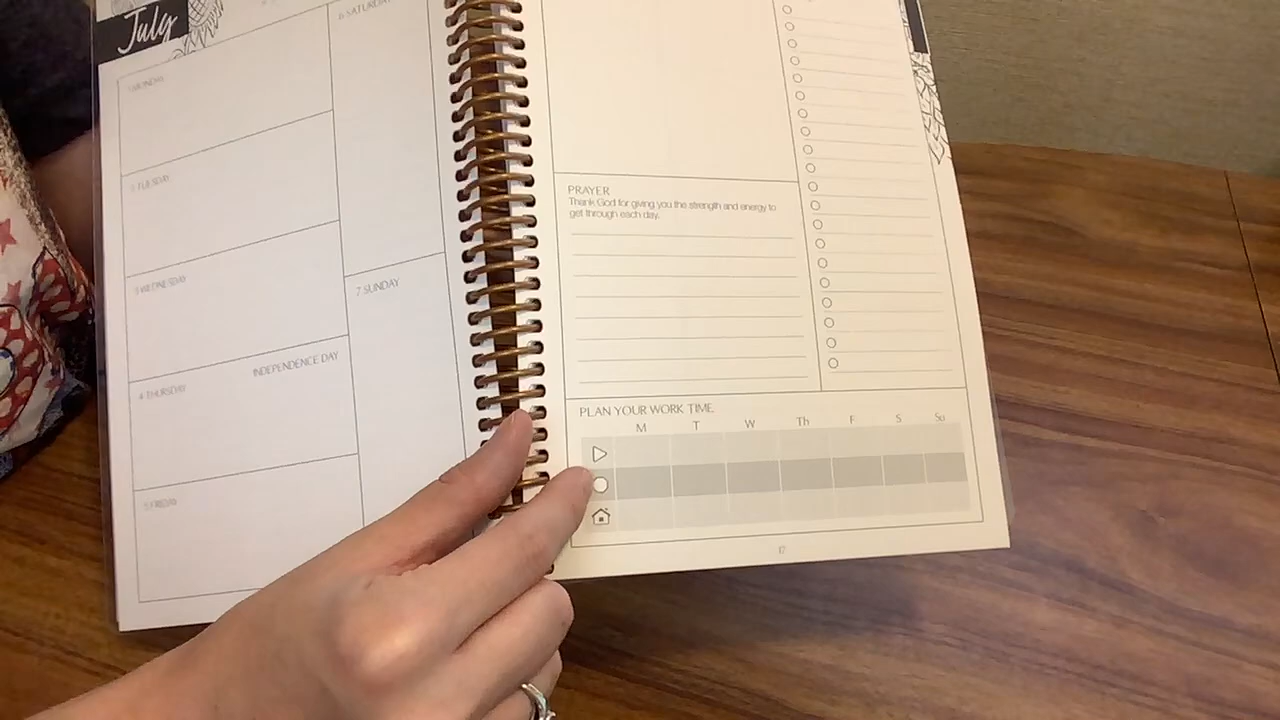 July
1 MONDAY
6 SATURDAY
2 TUESDAY
3 WEDNESDAY
7 SUNDAY
INDEPENDENCE DAY
4 THURSDAY
5 FRIDAY
PRAYER
Thank God for giving you the strength and energy to
get through each day.
PLAN YOUR WORK TIME
M T W Th F S Su
17